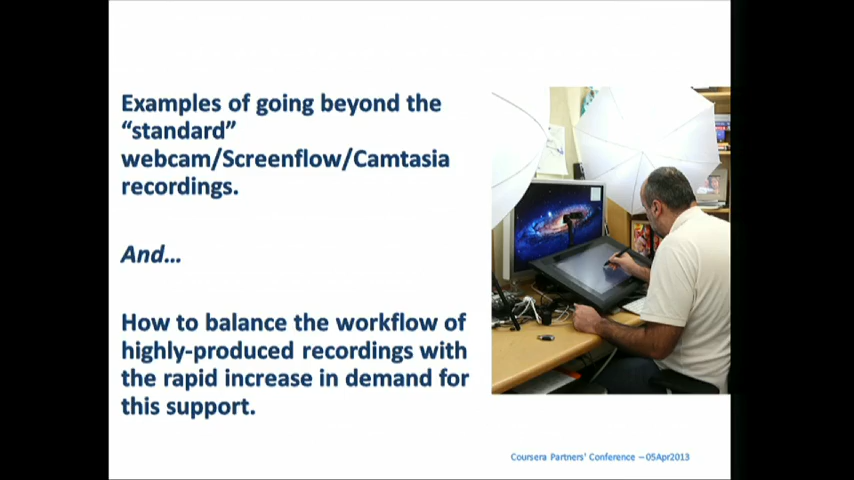 Examples of going beyond the
“standard”
webcam/Screenflow/Camtasia
recordings.
And…
How to balance the workflow of
highly-produced recordings with
the rapid increase in demand for
this support.
Coursera Partners' Conference – 05Apr2013